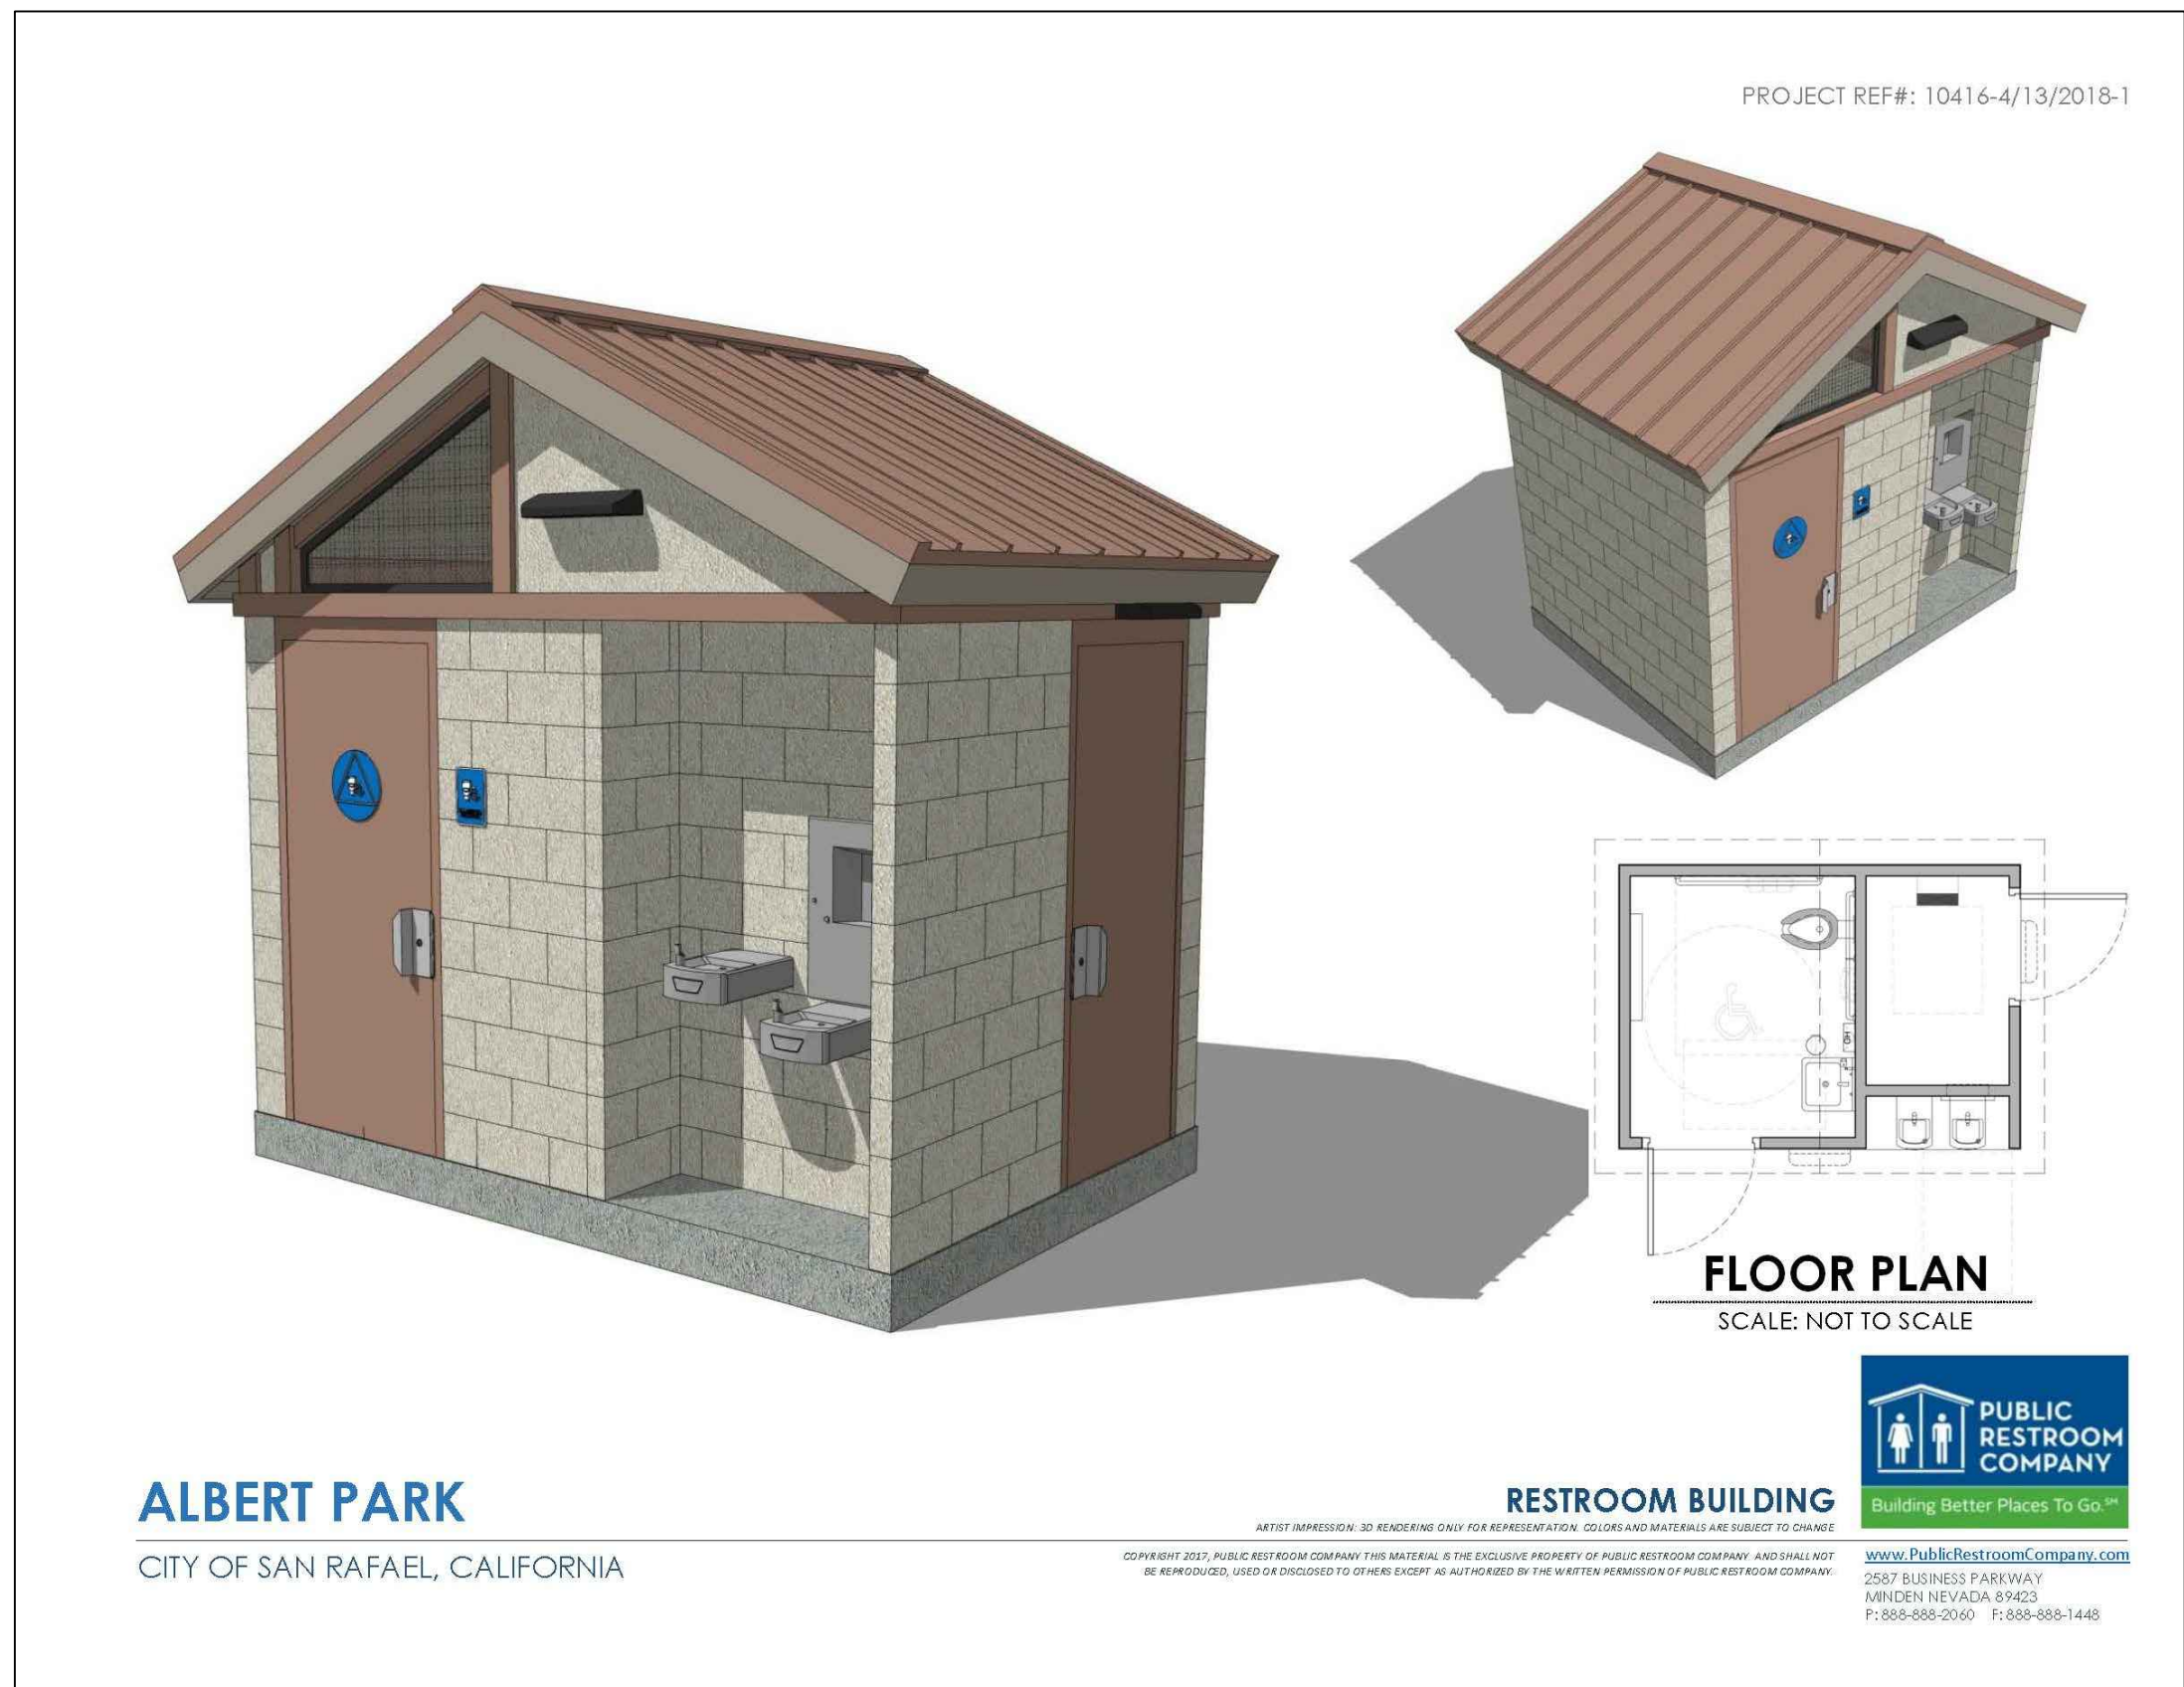 PROJECT REF#: 10416-4/13/2018-1
FLOOR PLAN
SCALE: NOT TO SCALE
PUBLIC
RESTROOM
COMPANY
Building Better Places To Go.℠
ALBERT PARK
CITY OF SAN RAFAEL, CALIFORNIA
RESTROOM BUILDING
ARTIST IMPRESSION: 3D RENDERING ONLY FOR REPRESENTATION. COLORS AND MATERIALS ARE SUBJECT TO CHANGE
COPYRIGHT 2017, PUBLIC RESTROOM COMPANY THIS MATERIAL IS THE EXCLUSIVE PROPERTY OF PUBLIC RESTROOM COMPANY. AND SHALL NOT
BE REPRODUCED, USED OR DISCLOSED TO OTHERS EXCEPT AS AUTHORIZED BY THE WRITTEN PERMISSION OF PUBLIC RESTROOM COMPANY.
www.PublicRestroomCompany.com
2587 BUSINESS PARKWAY
MINDEN NEVADA 89423
P: 888-888-2060 F: 888-888-1448